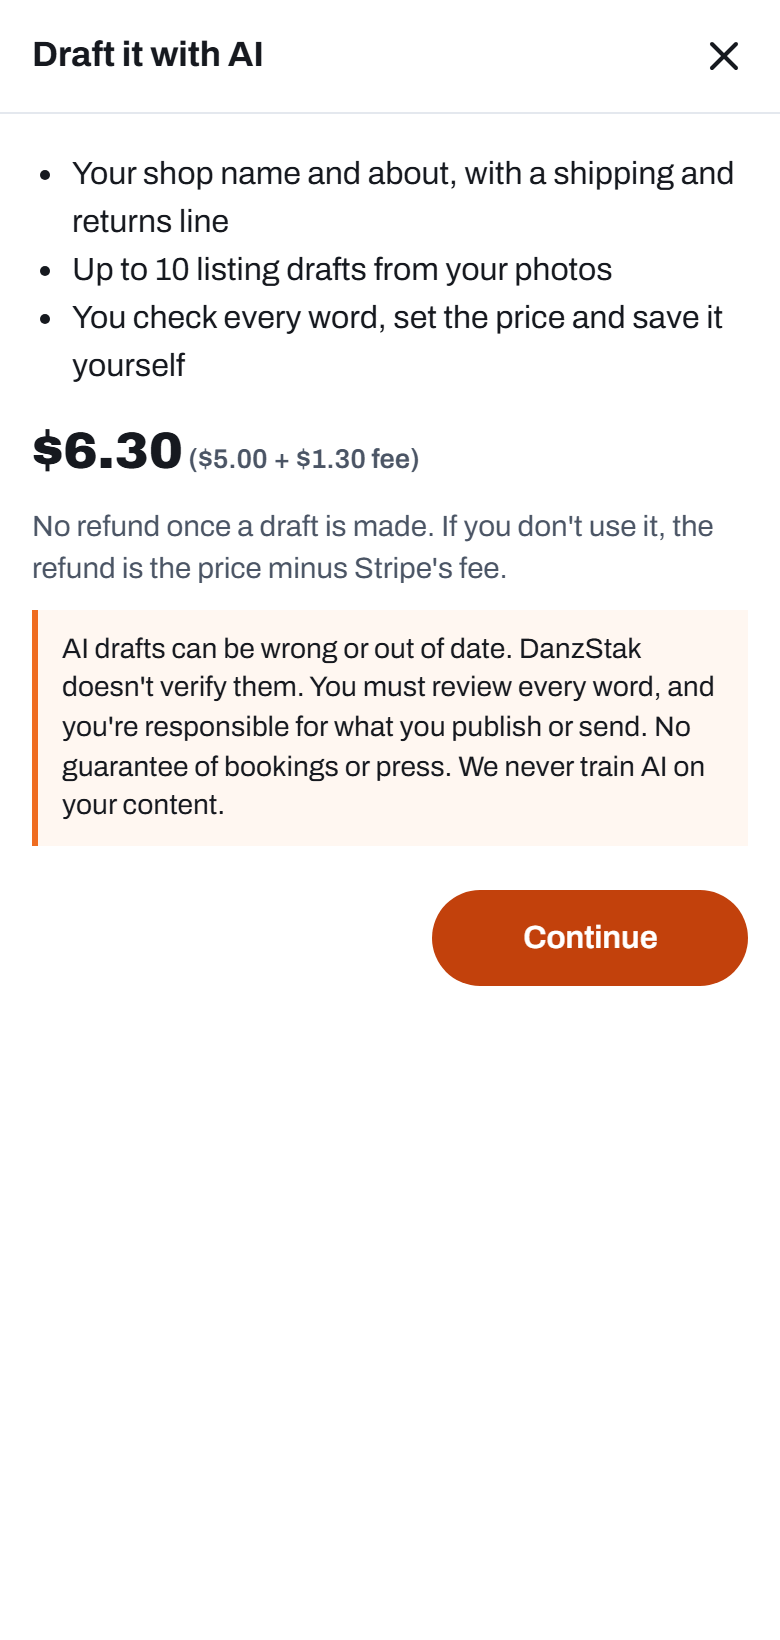 Draft it with AI
Your shop name and about, with a shipping and
returns line
Up to 10 listing drafts from your photos
You check every word, set the price and save it
yourself
$6.30 ($5.00 + $1.30 fee)
No refund once a draft is made. If you don't use it, the
refund is the price minus Stripe's fee.
AI drafts can be wrong or out of date. DanzStak
doesn't verify them. You must review every word, and
you're responsible for what you publish or send. No
guarantee of bookings or press. We never train AI on
your content.
Continue